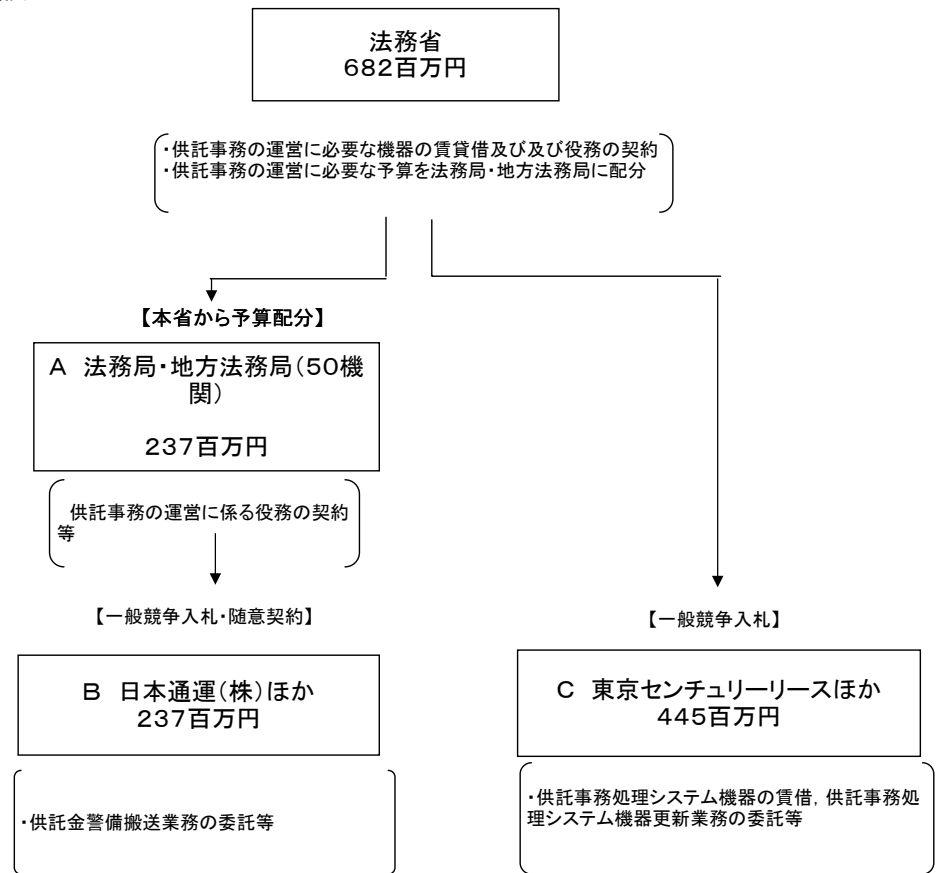 法務省
682百万円
・供託事務の運営に必要な機器の賃貸借及び及び役務の契約
・供託事務の運営に必要な予算を法務局・地方法務局に配分
【本省から予算配分】
A 法務局・地方法務局(50機
関)
237百万円
供託事務の運営に係る役務の契約
等
【一般競争入札・随意契約】
B 日本通運(株)ほか
237百万円
・供託金警備搬送業務の委託等
【一般競争入札】
C 東京センチュリーリースほか
445百万円
・供託事務処理システム機器の賃借，供託事務処
理システム機器更新業務の委託等